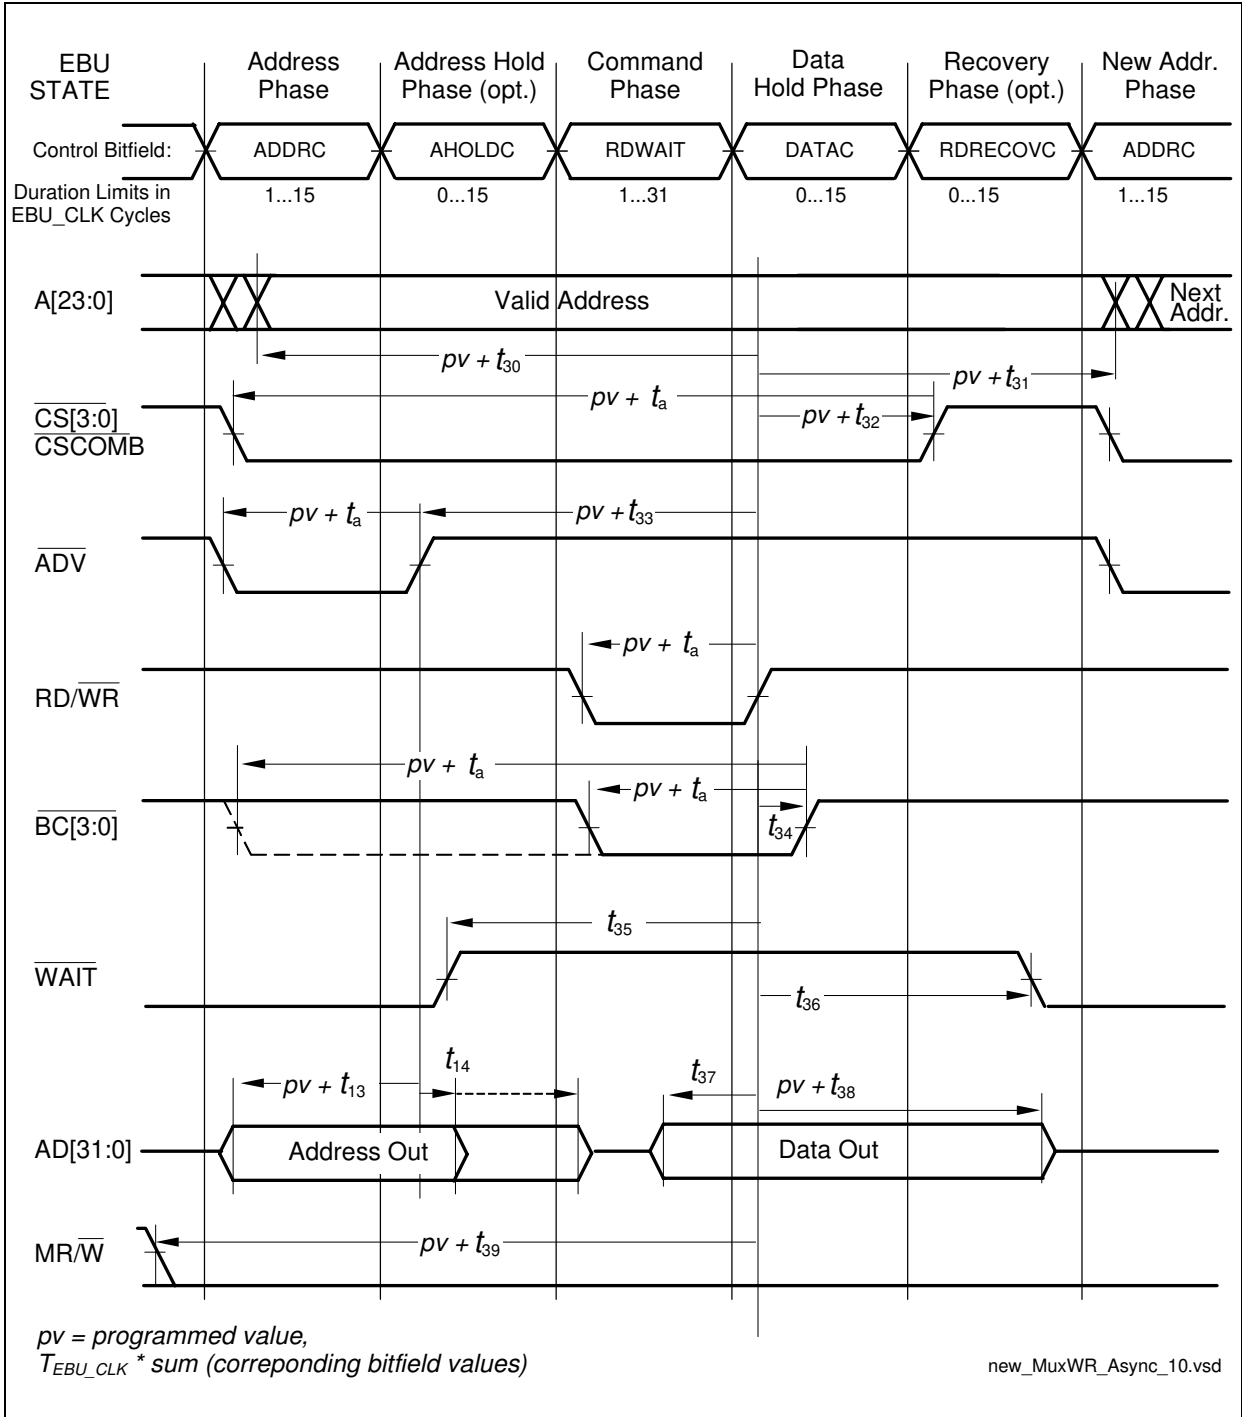 EBU STATE
Address Phase
Address Hold Phase (opt.)
Command Phase
Data Hold Phase
Recovery Phase (opt.)
New Addr. Phase
Control Bitfield:
ADDRC
AHOLDC
RDWAIT
DATAC
RDRECOVC
ADDRC
Duration Limits in EBU_CLK Cycles
1...15
0...15
1...31
0...15
0...15
1...15
A[23:0]
Valid Address
Next Addr.
pv + t30
pv + t31
pv + ta
CS[3:0]
CSCOMB
pv + t32
pv + ta
pv + t33
ADV
pv + ta
RD/WR
pv + ta
pv + ta
BC[3:0]
t34
t35
WAIT
t36
t14
t37
pv + t13
pv + t38
AD[31:0]
Address Out
Data Out
MR/W
pv + t39
pv = programmed value,
TEBU_CLK * sum (correponding bitfield values)
new_MuxWR_Async_10.vsd